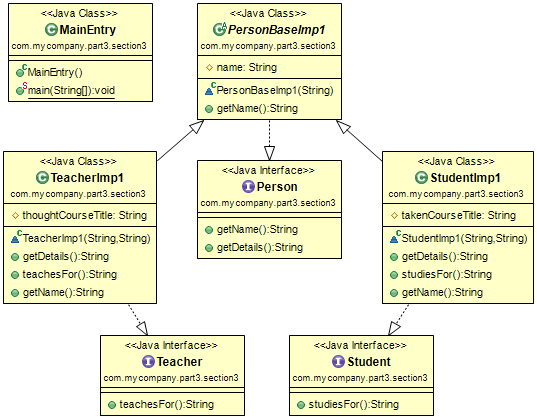 <<Java Class>>
MainEntry
com.mycompany.part3.section3
MainEntry()
main(String[]):void
<<Java Class>>
PersonBaseImp1
com.mycompany.part3.section3
name: String
PersonBaseImp1(String)
getName():String
<<Java Class>>
TeacherImp1
com.mycompany.part3.section3
thoughtCourseTitle: String
TeacherImp1(String,String)
getDetails():String
teachesFor():String
getName():String
<<Java Interface>>
Person
com.mycompany.part3.section3
getName():String
getDetails():String
<<Java Class>>
StudentImp1
com.mycompany.part3.section3
takenCourseTitle: String
StudentImp1(String,String)
getDetails():String
studiesFor():String
getName():String
<<Java Interface>>
Teacher
com.mycompany.part3.section3
teachesFor():String
<<Java Interface>>
Student
com.mycompany.part3.section3
studiesFor():String